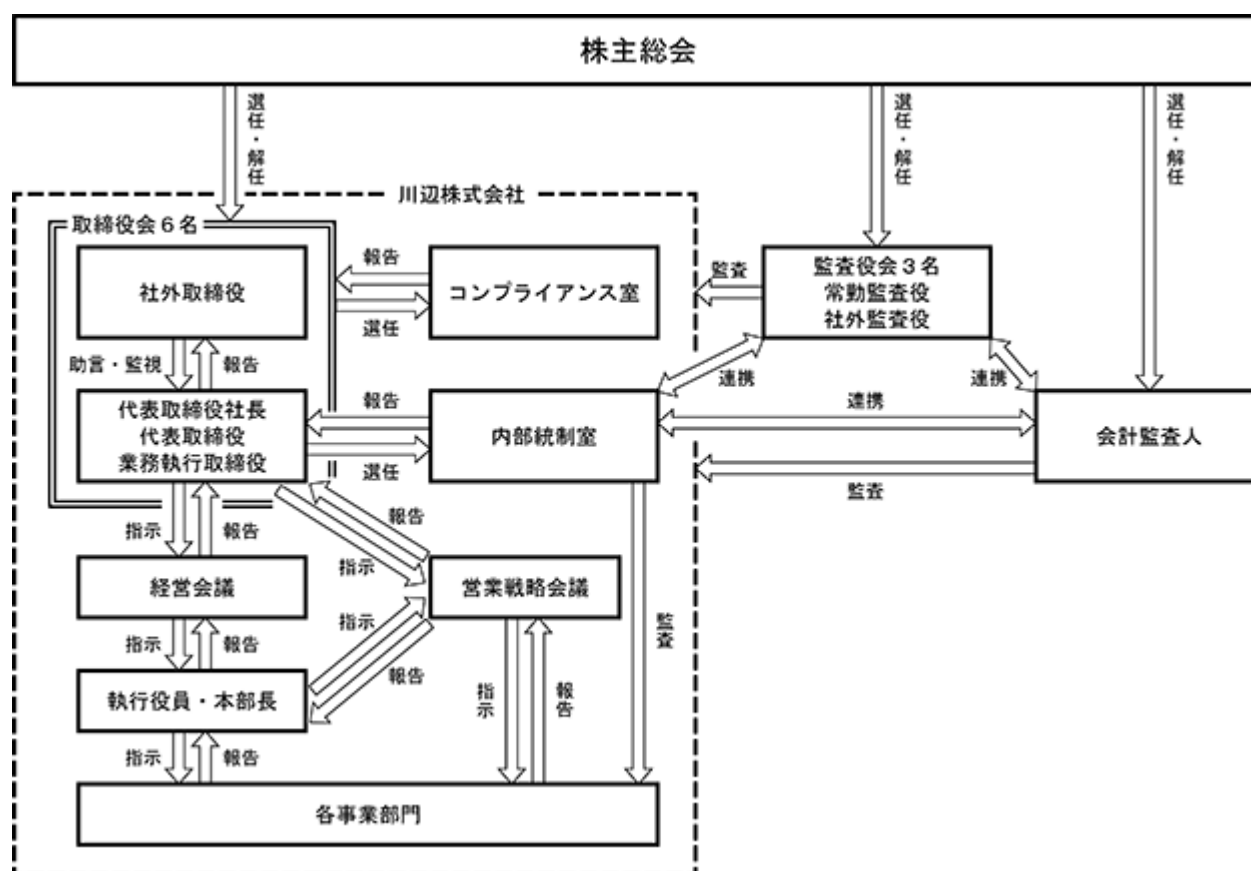 株主総会
選任・解任
選任・解任
選任・解任
川辺株式会社
取締役会6名
社外取締役
報告
選任
コンプライアンス室
監査
監査役会3名
常勤監査役
社外監査役
助言・監視
報告
連携
連携
代表取締役社長
代表取締役
業務執行取締役
報告
選任
内部統制室
連携
監査
会計監査人
指示
報告
報告
指示
経営会議
営業戦略会議
指示
報告
指示
報告
監査
執行役員・本部長
指示
報告
指示
報告
各事業部門